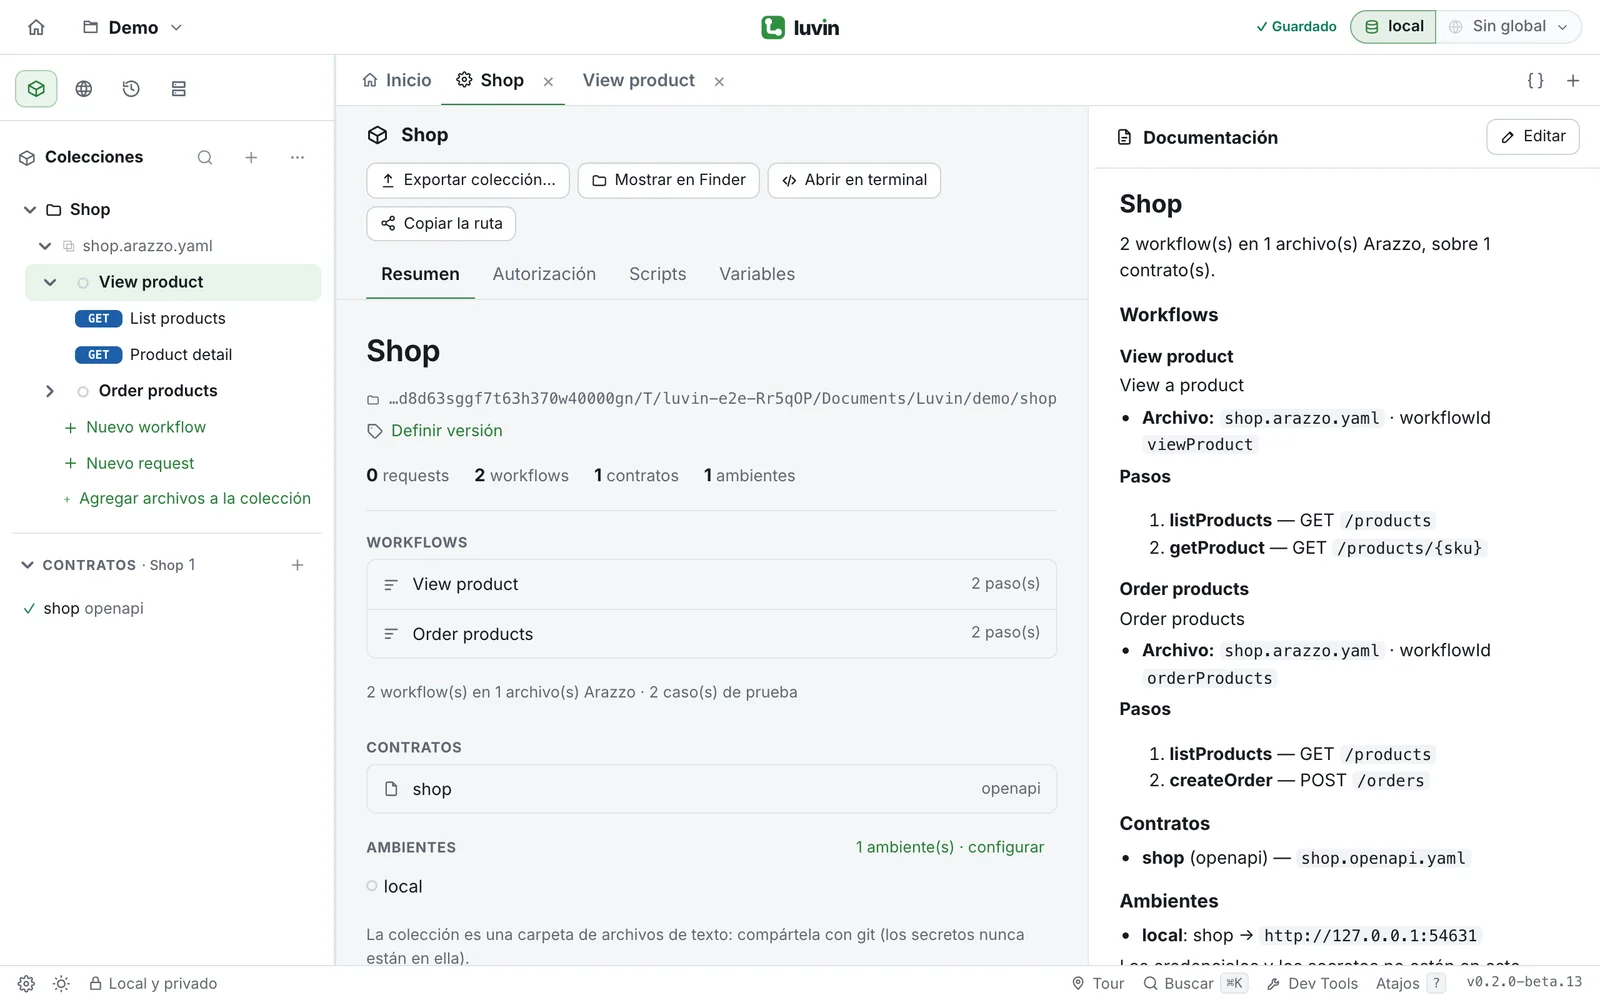 Demo
luvin
Guardado
local
Sin global
Colecciones
Shop
shop.arazzo.yaml
View product
GET List products
GET Product detail
Order products
+ Nuevo workflow
+ Nuevo request
+ Agregar archivos a la colección
CONTRATOS · Shop 1
shop openapi
Inicio
Shop
View product
{} +
Shop
Exportar colección...
Mostrar en Finder
Abrir en terminal
Copiar la ruta
Resumen
Autorización
Scripts
Variables
Shop
…d8d63sggf7t63h370w40000gn/T/luvin-e2e-Rr5qOP/Documents/Luvin/demo/shop
Definir versión
0 requests 2 workflows 1 contratos 1 ambientes
WORKFLOWS
View product 2 paso(s)
Order products 2 paso(s)
2 workflow(s) en 1 archivo(s) Arazzo · 2 caso(s) de prueba
CONTRATOS
shop openapi
AMBIENTES 1 ambiente(s) · configurar
local
La colección es una carpeta de archivos de texto: compártela con git (los secretos nunca
están en ella).
Documentación
Editar
Shop
2 workflow(s) en 1 archivo(s) Arazzo, sobre 1
contrato(s).
Workflows
View product
View a product
• Archivo: shop.arazzo.yaml · workflowId
viewProduct
Pasos
1. listProducts — GET /products
2. getProduct — GET /products/{sku}
Order products
Order products
• Archivo: shop.arazzo.yaml · workflowId
orderProducts
Pasos
1. listProducts — GET /products
2. createOrder — POST /orders
Contratos
• shop (openapi) — shop.openapi.yaml
Ambientes
• local: shop → http://127.0.0.1:54631
Las credenciales y los secretos no están en este
Local y privado
Tour
Buscar ⌘K
Dev Tools
Atajos ?
v0.2.0-beta.13